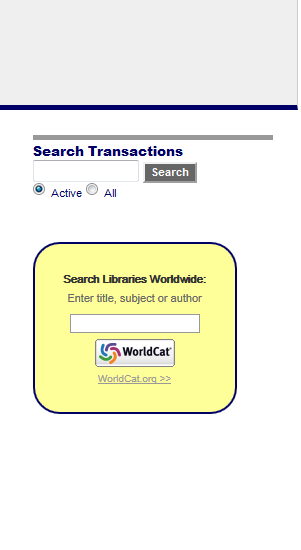 Search Transactions
Search
Active All
Search Libraries Worldwide:
Enter title, subject or author
WorldCat
WorldCat.org >>